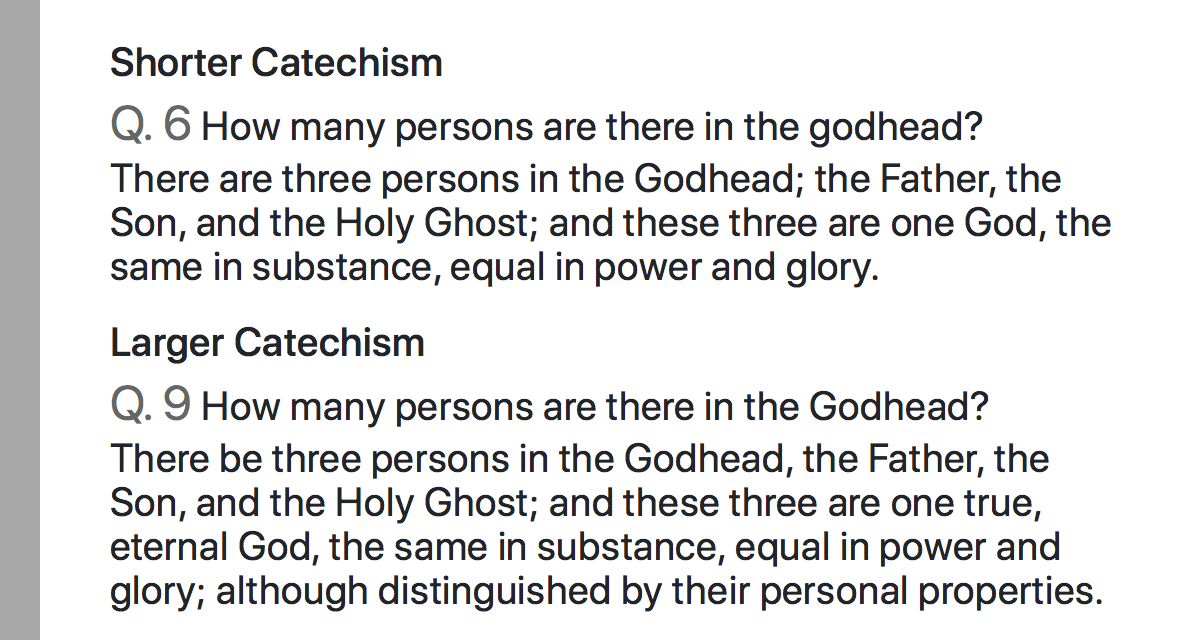 Shorter Catechism
Q. 6 How many persons are there in the godhead?
There are three persons in the Godhead; the Father, the
Son, and the Holy Ghost; and these three are one God, the
same in substance, equal in power and glory.
Larger Catechism
Q. 9 How many persons are there in the Godhead?
There be three persons in the Godhead, the Father, the
Son, and the Holy Ghost; and these three are one true,
eternal God, the same in substance, equal in power and
glory; although distinguished by their personal properties.